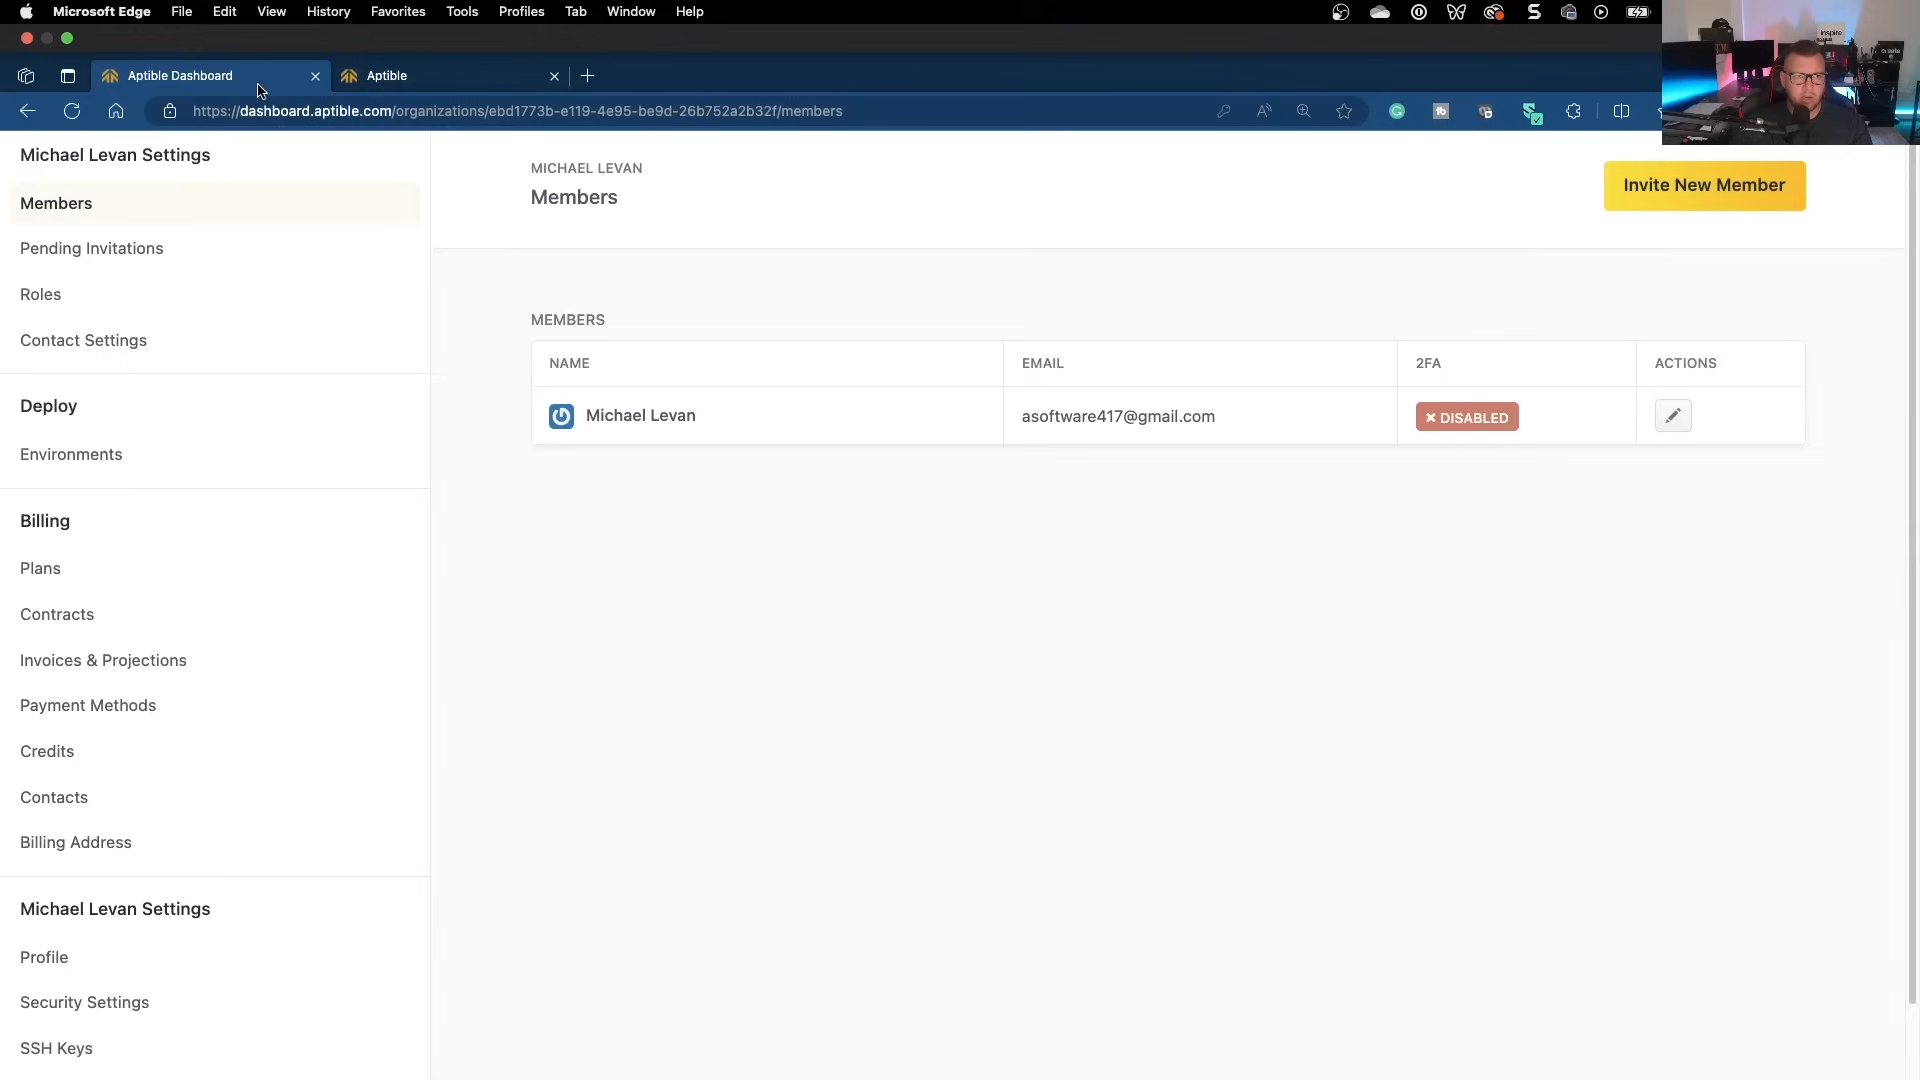 Microsoft Edge File Edit View History Favorites Tools Profiles Tab Window Help
Aptible Dashboard
Aptible
https://dashboard.aptible.com/organizations/ebd1773b-e119-4e95-be9d-26b752a2b32f/members
inspire
Michael Levan Settings
Members
Pending Invitations
Roles
Contact Settings
Deploy
Environments
Billing
Plans
Contracts
Invoices & Projections
Payment Methods
Credits
Contacts
Billing Address
Michael Levan Settings
Profile
Security Settings
SSH Keys
MICHAEL LEVAN
Members
Invite New Member
MEMBERS
NAME EMAIL 2FA ACTIONS
Michael Levan asoftware417@gmail.com DISABLED